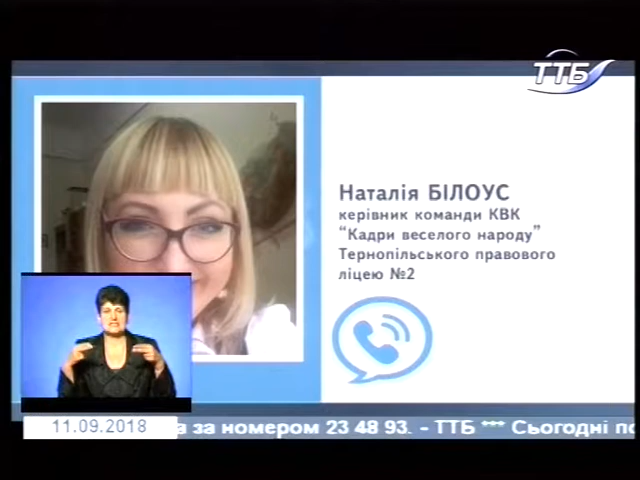 ТТБ
Наталія БІЛОУС
керівник команди КВК
“Кадри веселого народу”
Тернопільського правового
ліцею №2
11.09.2018
а за номером 23 48 93. - ТТБ *** Сьогодні по